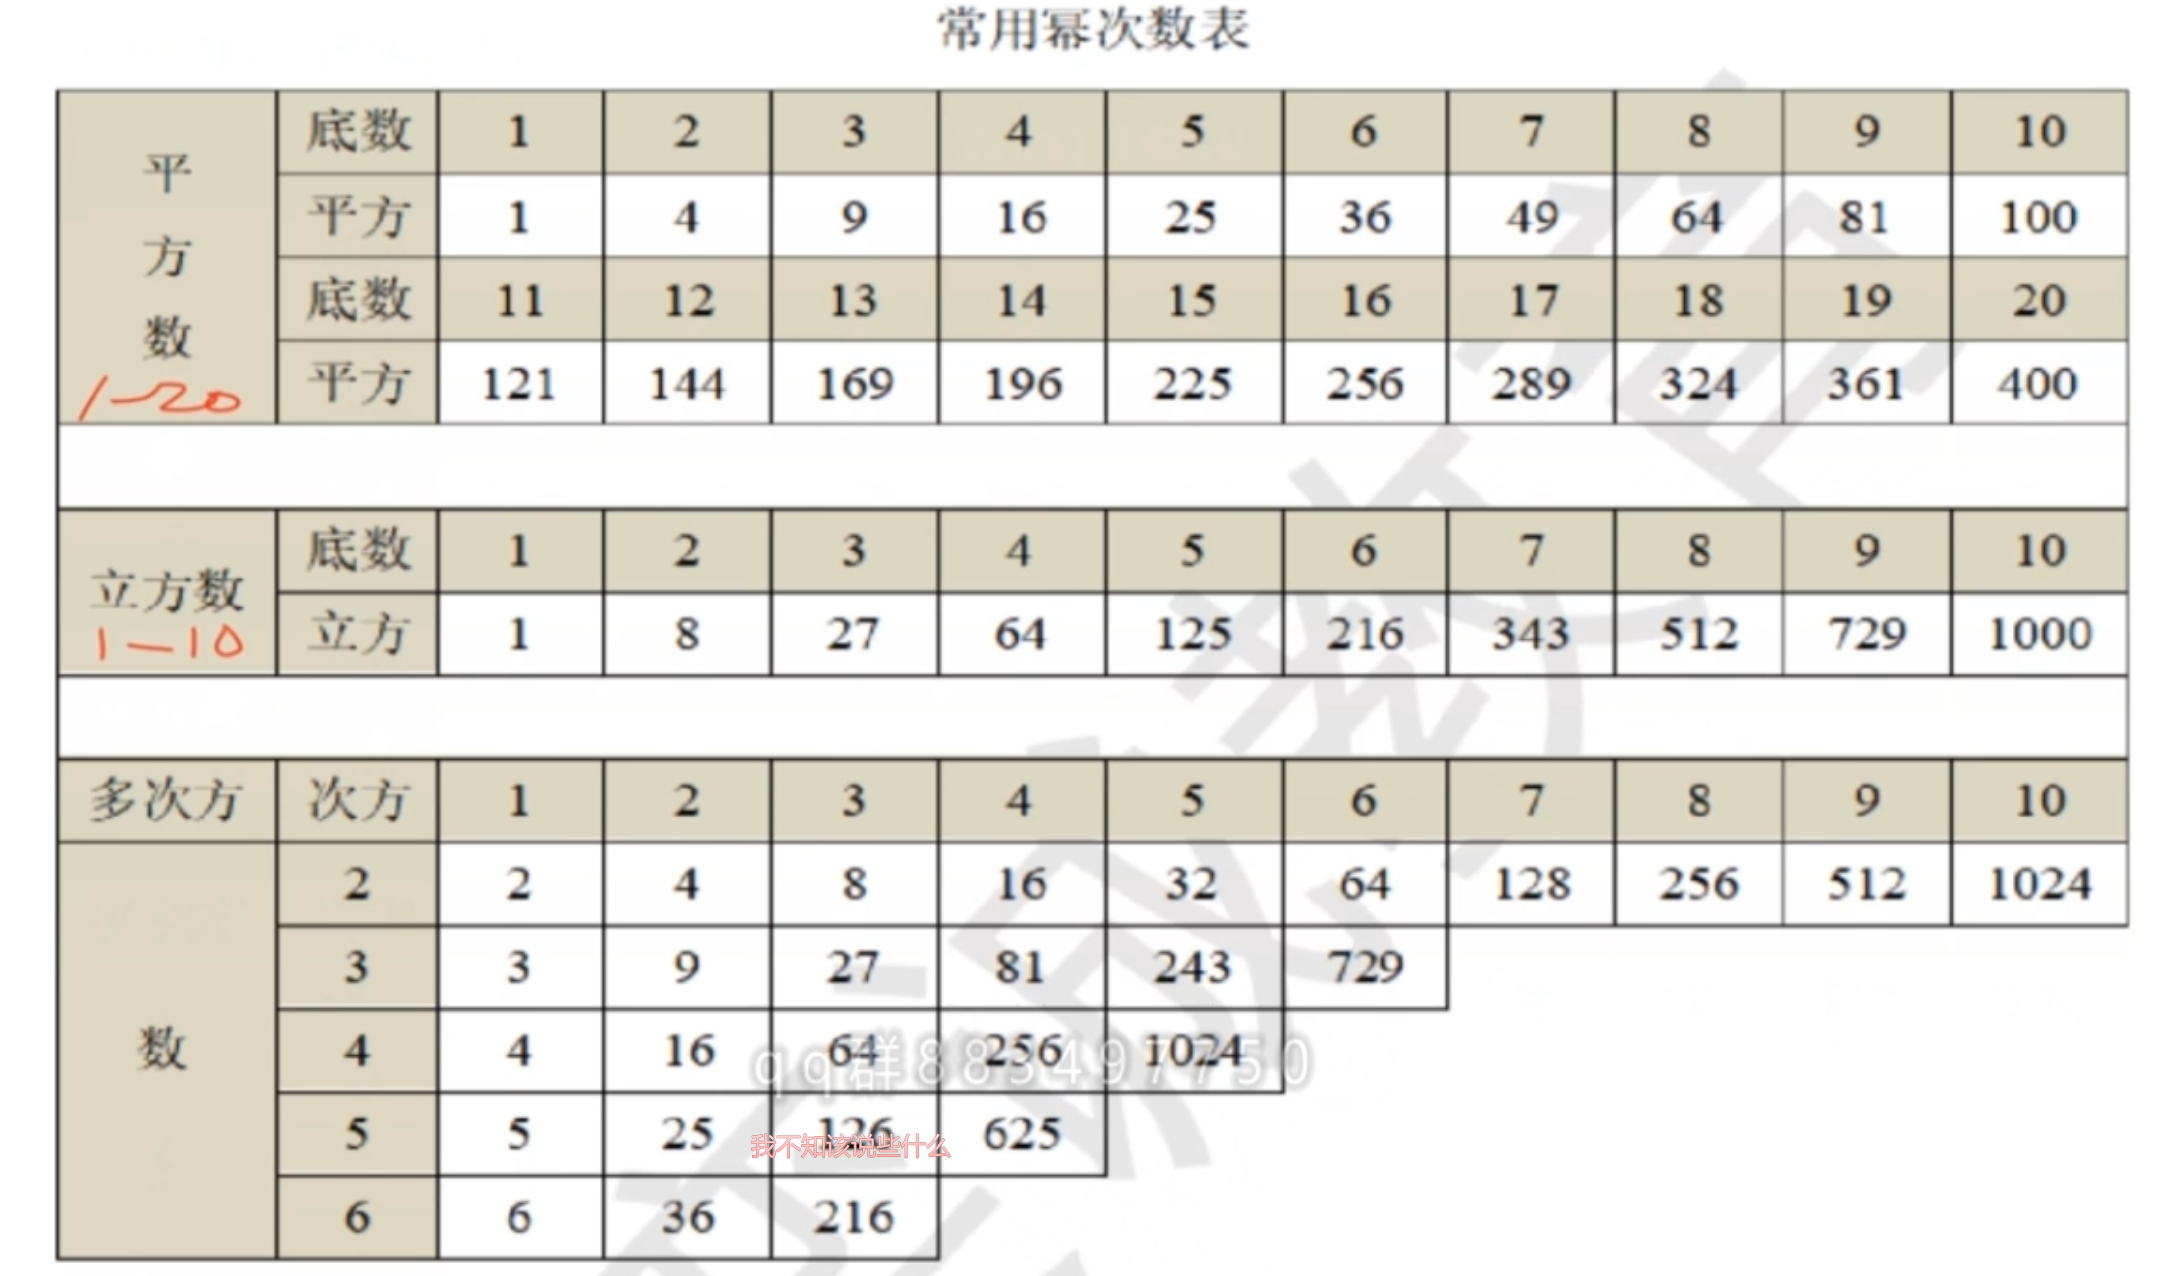 常用幂次数表
平方数 底数 1 2 3 4 5 6 7 8 9 10
平方 1 4 9 16 25 36 49 64 81 100
底数 11 12 13 14 15 16 17 18 19 20
1-20 平方 121 144 169 196 225 256 289 324 361 400
立方数 底数 1 2 3 4 5 6 7 8 9 10
1-10 立方 1 8 27 64 125 216 343 512 729 1000
多次方 次方 1 2 3 4 5 6 7 8 9 10
数 2 2 4 8 16 32 64 128 256 512 1024
3 3 9 27 81 243 729
4 4 16 64 256 1024
qq群885497750
5 5 25 126 625
我不知该说些什么
6 6 36 216